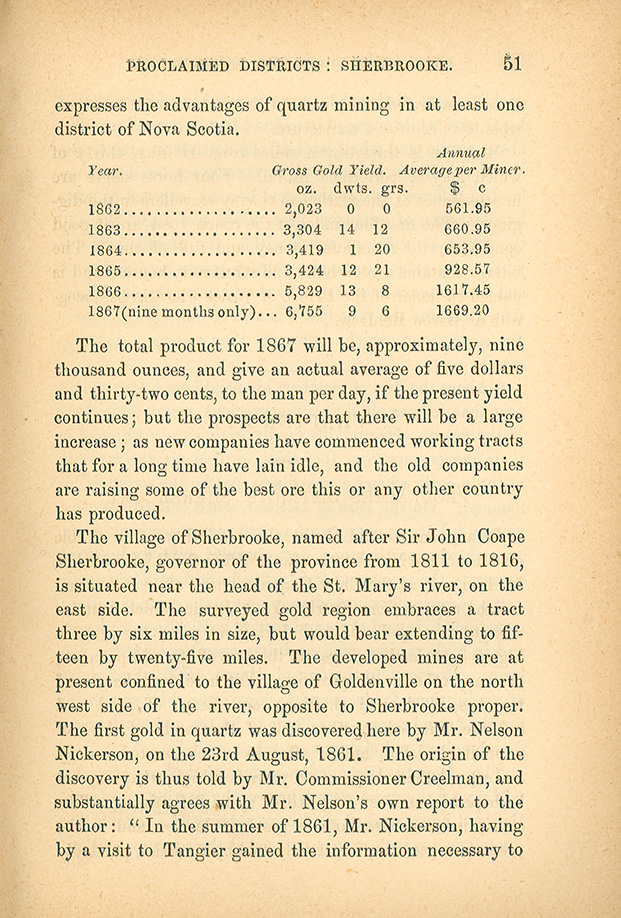 PROCLAIMED DISTRICTS: SHERBROOKE. 51
expresses the advantages of quartz mining in at least one
district of Nova Scotia.
Annual
Year. Gross Gold Yield. Average per Miner.
oz. dwts. grs. $ c
1862................... 2,023 0 0 561.95
1863................... 3,304 14 12 660.95
1864................... 3,419 1 20 653.95
1865................... 3,424 12 21 928.57
1866................... 5,829 13 8 1617.45
1867(nine months only)... 6,755 9 6 1669.20
The total product for 1867 will be, approximately, nine
thousand ounces, and give an actual average of five dollars
and thirty-two cents, to the man per day, if the present yield
continues; but the prospects are that there will be a large
increase; as new companies have commenced working tracts
that for a long time have lain idle, and the old companies
are raising some of the best ore this or any other country
has produced.
The village of Sherbrooke, named after Sir John Coape
Sherbrooke, governor of the province from 1811 to 1816,
is situated near the head of the St. Mary's river, on the
east side. The surveyed gold region embraces a tract
three by six miles in size, but would bear extending to fif-
teen by twenty-five miles. The developed mines are at
present confined to the village of Goldenville on the north
west side of the river, opposite to Sherbrooke proper.
The first gold in quartz was discovered here by Mr. Nelson
Nickerson, on the 23rd August, 1861. The origin of the
discovery is thus told by Mr. Commissioner Creelman, and
substantially agrees with Mr. Nelson's own report to the
author: "In the summer of 1861, Mr. Nickerson, having
by a visit to Tangier gained the information necessary to